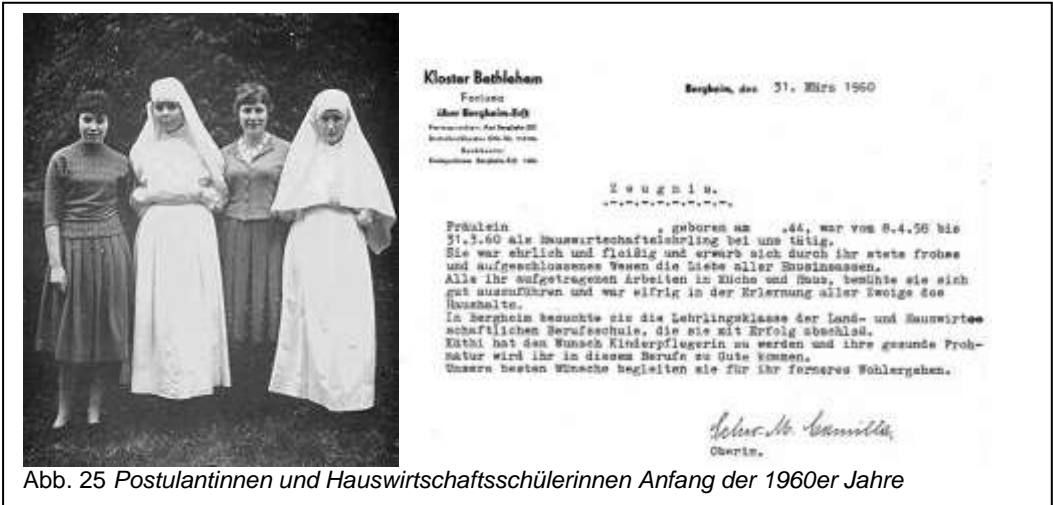 Kloster Bethlehem
Fortuna
über Bergheim-Erft
Bergheim, den 31. März 1960
Zeugnis.
Fräulein , geboren am .44, war von 8.4.58 bis
31.3.60 als Hauswirtschaftslehrling bei uns tätig.
Sie war ehrlich und fleißig und erwarb sich durch ihr stets frohes
und aufgeschlossenes Wesen die Liebe aller Hausinsassen.
Alle ihr aufgetragenen Arbeiten in Küche und Haus, bemühte sie sich
gut auszuführen und war eifrig in der Erlernung aller Zweige des
Haushalts.
In Bergheim besuchte sie die Lehrlingsklasse der Land- und Hauswirt
schaftlichen Berufsschule, die sie mit Erfolg abschloß.
Käthi hat den Wunsch Kinderpflegerin zu werden und ihre gesunde Froh-
natur wird ihr in diesem Berufe zu Gute kommen.
Unsere besten Wünsche begleiten sie für ihr ferneres Wohlergehen.
Schw. M. Camilla,
Oberin.
Abb. 25 Postulantinnen und Hauswirtschaftsschülerinnen Anfang der 1960er Jahre